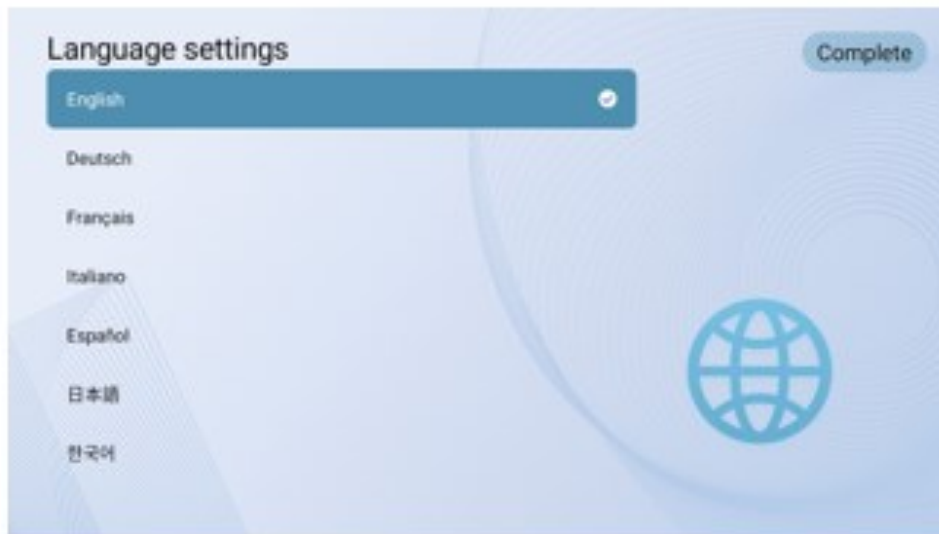 Language settings
Complete
English
Deutsch
Français
Italiano
Español
日本語
한국어